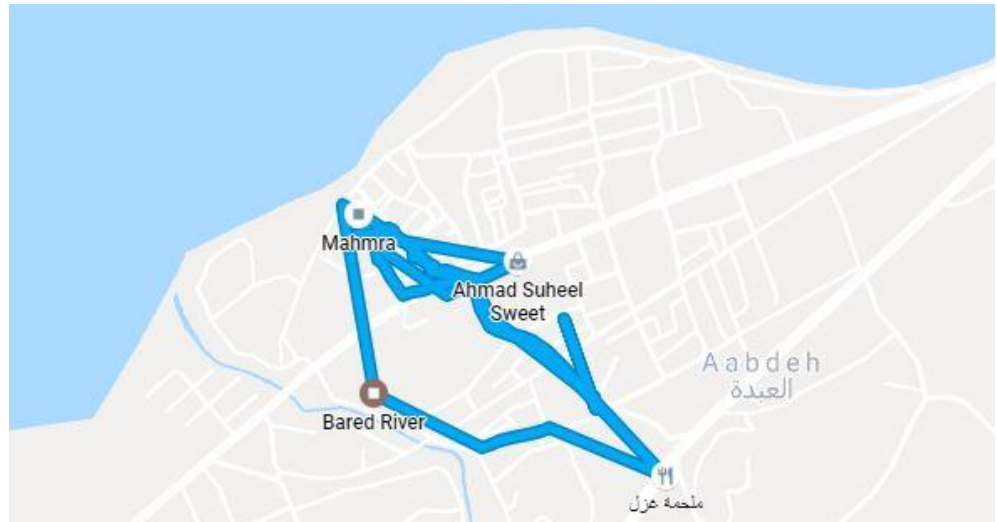 Mahmra
Ahmad Suheel
Sweet
Aabdeh
العبدة
Bared River
ملحمة عزل